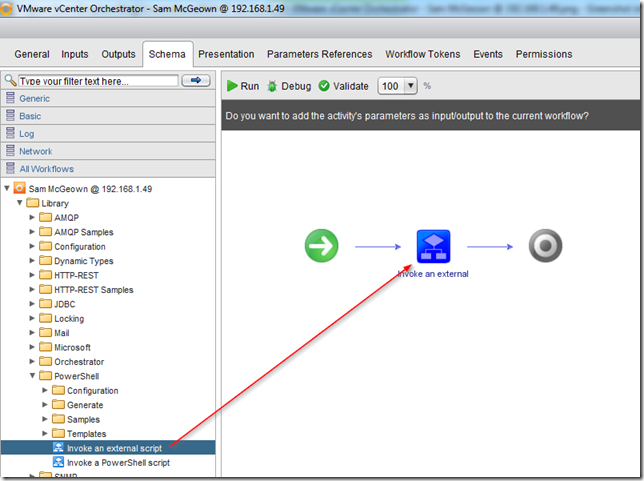 VMware vCenter Orchestrator - Sam McGeown @ 192.168.1.49
General Inputs Outputs Schema Presentation Parameters References Workflow Tokens Events Permissions
Type your filter text here...
Run Debug Validate 100 %
Generic
Basic
Log
Network
All Workflows
Do you want to add the activity's parameters as input/output to the current workflow?
Sam McGeown @ 192.168.1.49
Library
AMQP
AMQP Samples
Configuration
Dynamic Types
HTTP-REST
HTTP-REST Samples
JDBC
Locking
Mail
Microsoft
Orchestrator
PowerShell
Configuration
Generate
Samples
Templates
Invoke an external script
Invoke a PowerShell script
SNMP
Invoke an external